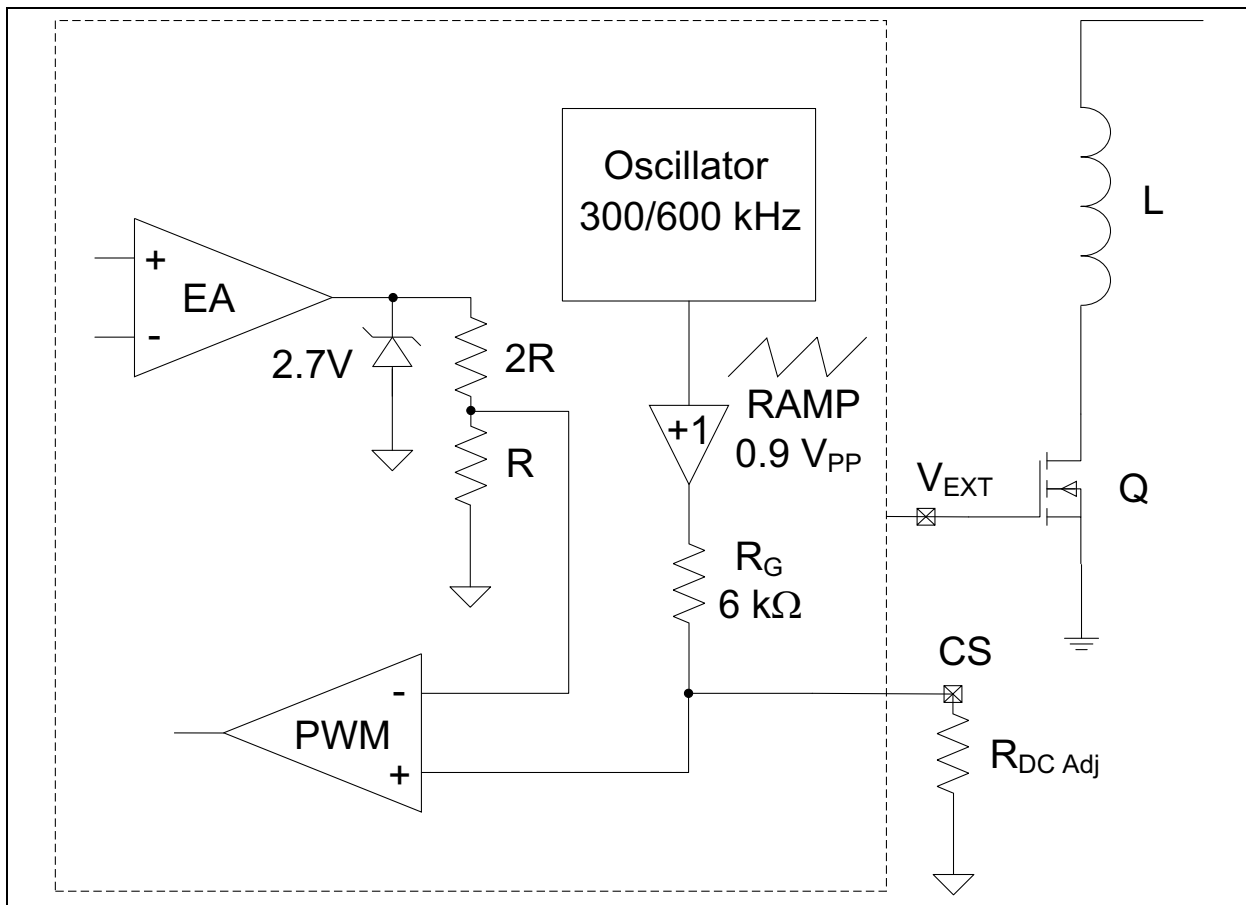 Oscillator
300/600 kHz
L
+
EA
-
2.7V
2R
RAMP
+1
0.9 VPP
R
VEXT
Q
RG
6 kΩ
CS
-
PWM
+
RDC Adj